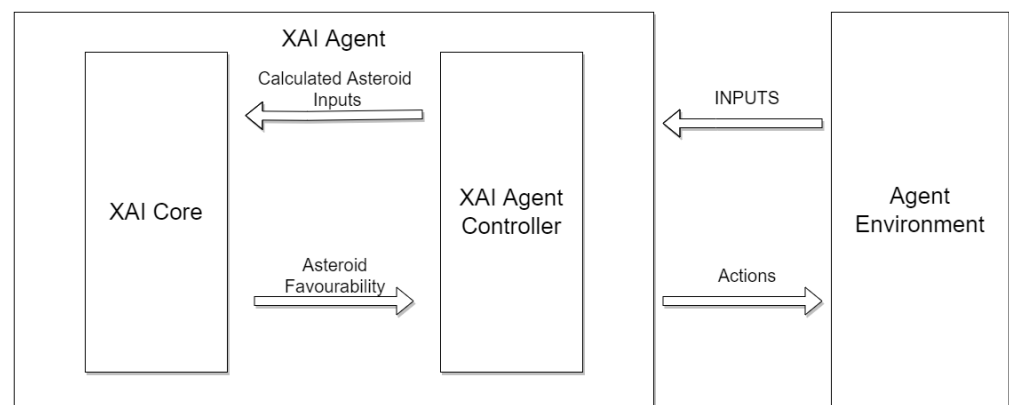 XAI Agent
Calculated Asteroid
Inputs
INPUTS
XAI Core
XAI Agent
Controller
Agent
Environment
Asteroid
Favourability
Actions